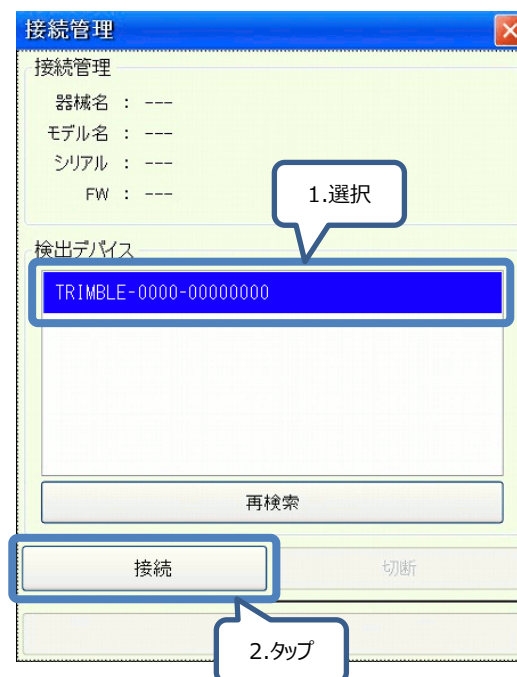 接続管理
接続管理
器械名 : ---
モデル名 : ---
シリアル : ---
FW : ---
1.選択
検出デバイス
TRIMBLE-0000-00000000
再検索
接続
切断
2.タップ